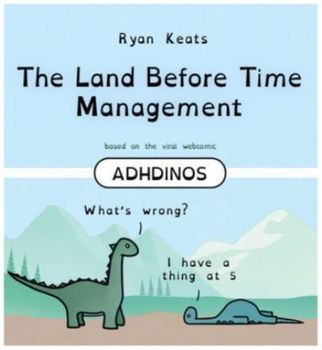 Ryan Keats
The Land Before Time
Management
based on the viral webcomic
ADHDINOS
What's wrong?
I have a
thing at 5